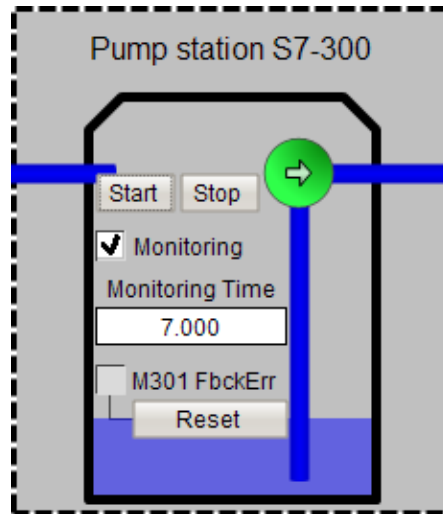 Pump station S7-300
Start Stop
Monitoring
Monitoring Time
7.000
M301 FbckErr
Reset